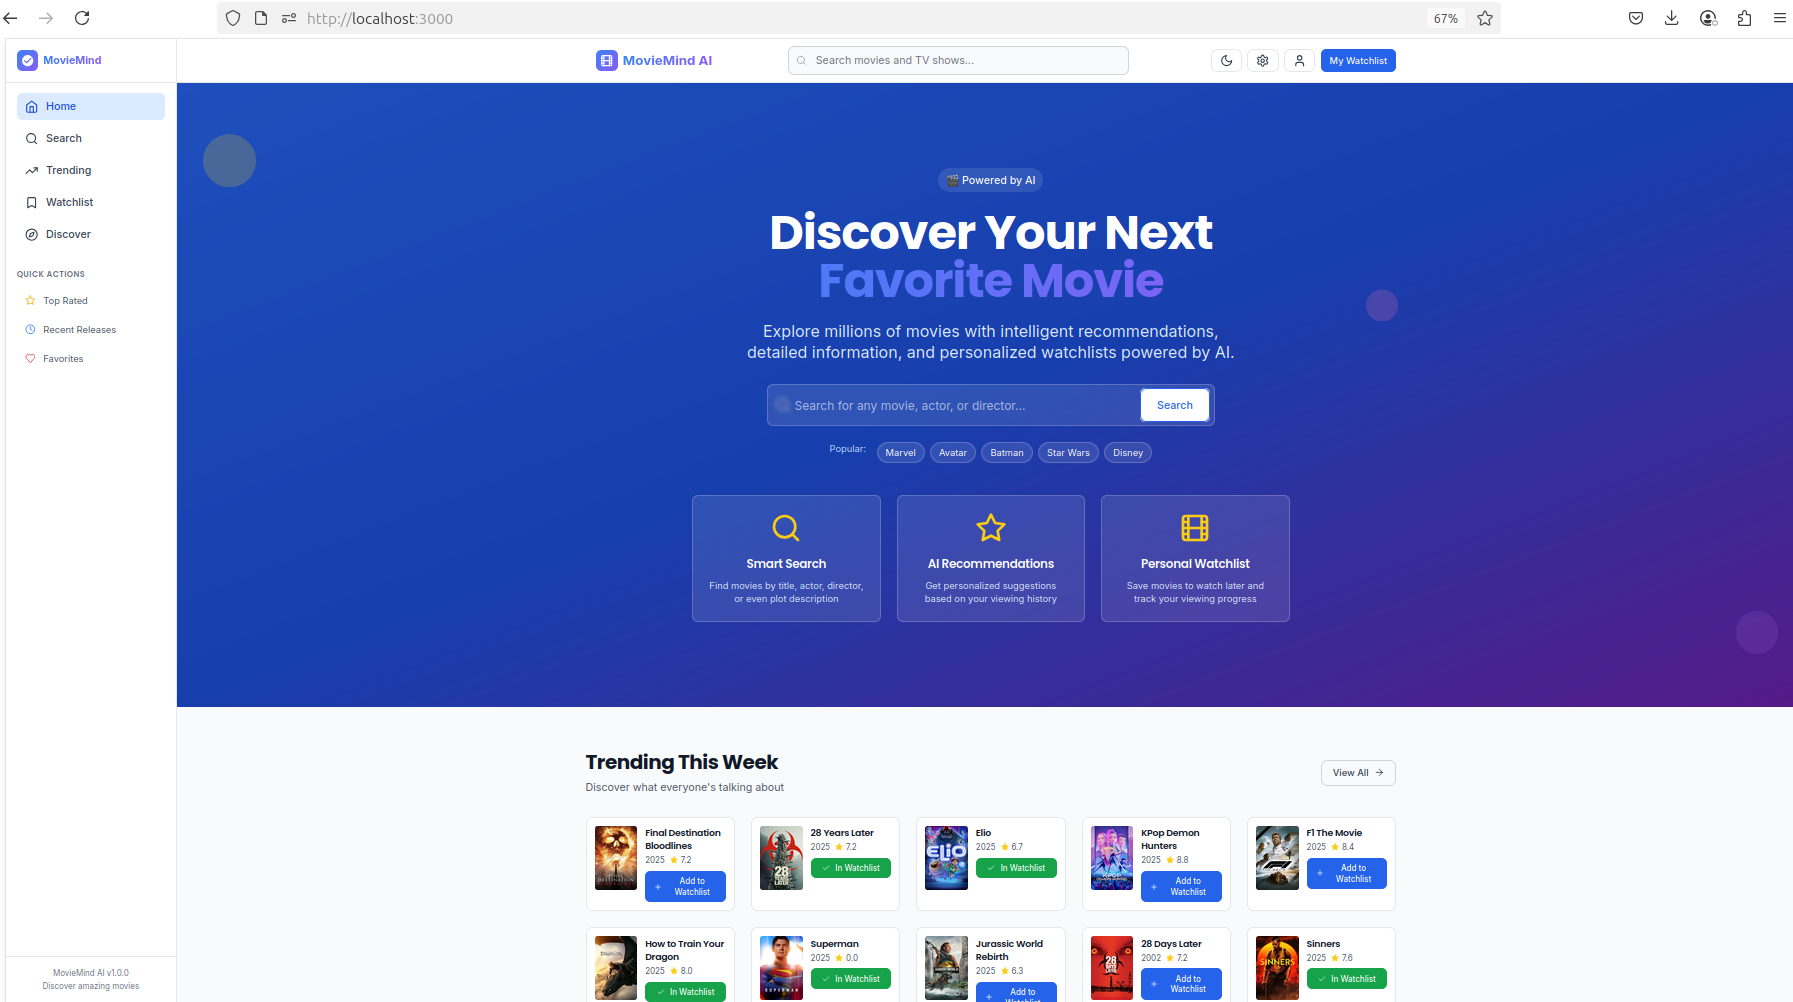 http://localhost:3000
67%
MovieMind
MovieMind AI
Search movies and TV shows...
My Watchlist
Home
Search
Trending
Watchlist
Discover
QUICK ACTIONS
Top Rated
Recent Releases
Favorites
MovieMind AI v1.0.0
Discover amazing movies
🎬 Powered by AI
Discover Your Next
Favorite Movie
Explore millions of movies with intelligent recommendations,
detailed information, and personalized watchlists powered by AI.
Search for any movie, actor, or director...
Search
Popular:
Marvel
Avatar
Batman
Star Wars
Disney
Smart Search
Find movies by title, actor, director,
or even plot description
AI Recommendations
Get personalized suggestions
based on your viewing history
Personal Watchlist
Save movies to watch later and
track your viewing progress
Trending This Week
Discover what everyone's talking about
View All
Final Destination
Bloodlines
2025 7.2
Add to
Watchlist
28 YEARS LATER
28 Years Later
2025 7.2
In Watchlist
ELIO
Elio
2025 6.7
In Watchlist
KPop Demon
Hunters
2025 8.8
Add to
Watchlist
F1 The Movie
2025 8.4
Add to
Watchlist
How to Train Your
Dragon
2025 8.0
In Watchlist
SUPERMAN
Superman
2025 0.0
In Watchlist
Jurassic World
Rebirth
2025 6.3
Add to
Watchlist
28 DAYS LATER
28 Days Later
2002 7.2
Add to
Watchlist
SINNERS
Sinners
2025 7.6
In Watchlist